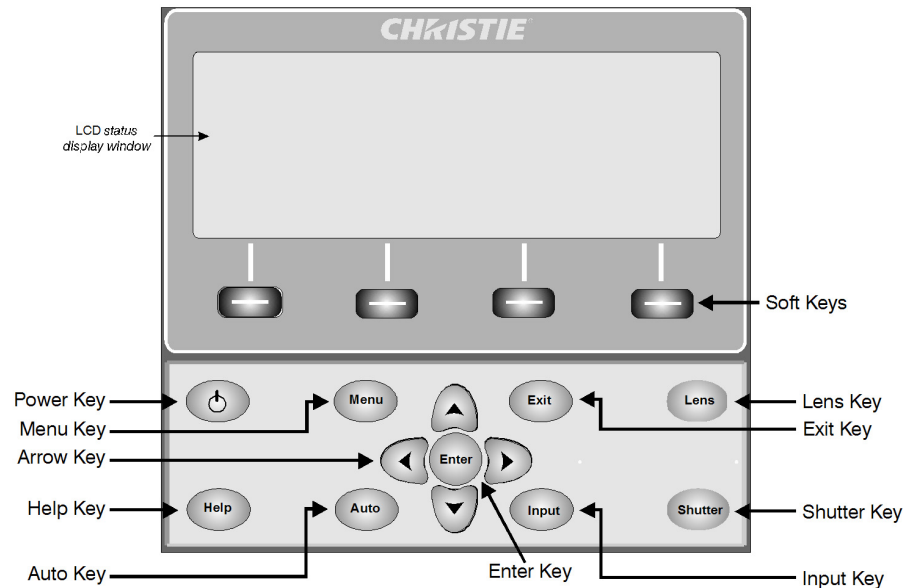 CHRISTIE
LCD status
display window
Soft Keys
Power Key
Menu
Exit
Lens
Lens Key
Menu Key
Exit Key
Arrow Key
Enter
Help Key
Help
Auto
Input
Shutter
Shutter Key
Auto Key
Enter Key
Input Key